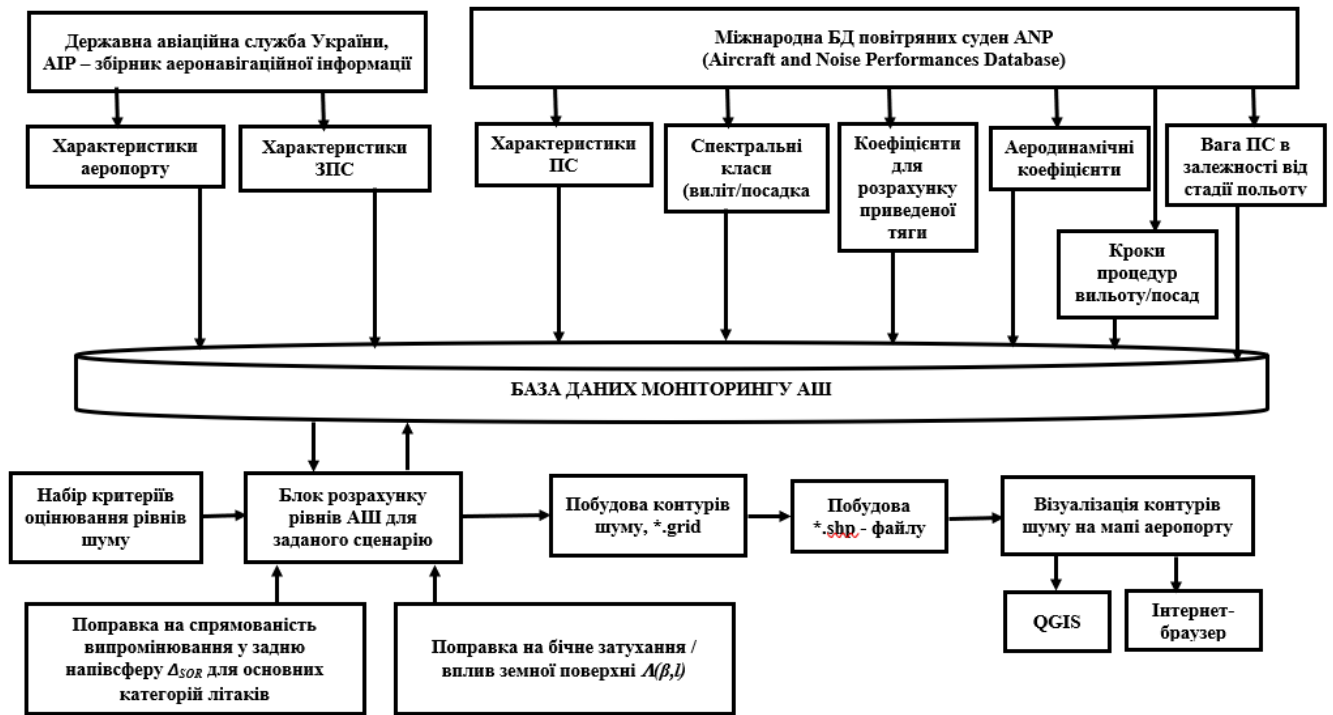 Державна авіаційна служба України,
AIP – збірник аеронавігаційної інформації
Міжнародна БД повітряних суден ANP
(Aircraft and Noise Performances Database)
Характеристики
аеропорту
Характеристики
ЗПС
Характеристики
ПС
Спектральні
класи
(виліт/посадка
Коефіцієнти
для
розрахунку
приведеної
тяги
Аеродинамічні
коефіцієнти
Вага ПС в
залежності від
стадії польоту
Кроки
процедур
вильоту/посад
БАЗА ДАНИХ МОНІТОРИНГУ АШ
Набір критеріїв
оцінювання рівнів
шуму
Блок розрахунку
рівнів АШ для
заданого сценарію
Побудова контурів
шуму, *.grid
Побудова
*.shp - файлу
Візуалізація контурів
шуму на мапі аеропорту
Поправка на спрямованість
випромінювання у задню
напівсферу Δ_SOR для основних
категорій літаків
Поправка на бічне затухання /
вплив земної поверхні Λ(β,l)
QGIS
Інтернет-
браузер